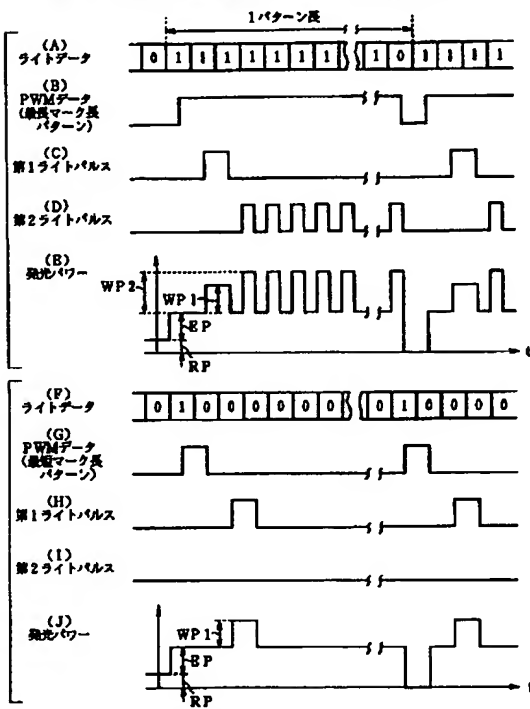 1パターン長
(A)
ライトデータ
0 1 1 1 1 1 1 1 1 0 1 1 1 1
(B)
PWMデータ
(最長マーク長
パターン)
(C)
第1ライトパルス
(D)
第2ライトパルス
(E)
発光パワー
WP2
WP1
EP
RP
t
(F)
ライトデータ
0 1 0 0 0 0 0 0 0 1 0 0 0 0
(G)
PWMデータ
(最短マーク長
パターン)
(H)
第1ライトパルス
(I)
第2ライトパルス
(J)
発光パワー
WP1
EP
RP
t